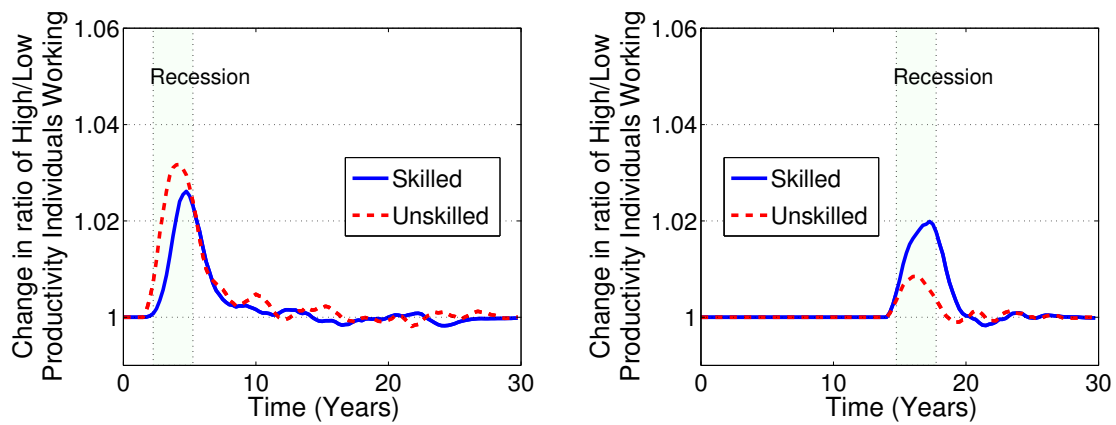 Change in ratio of High/Low
Productivity Individuals Working
1.06
1.04
1.02
1
Recession
Skilled
Unskilled
0
10
20
30
Time (Years)
Change in ratio of High/Low
Productivity Individuals Working
1.06
1.04
1.02
1
Recession
Skilled
Unskilled
0
10
20
30
Time (Years)